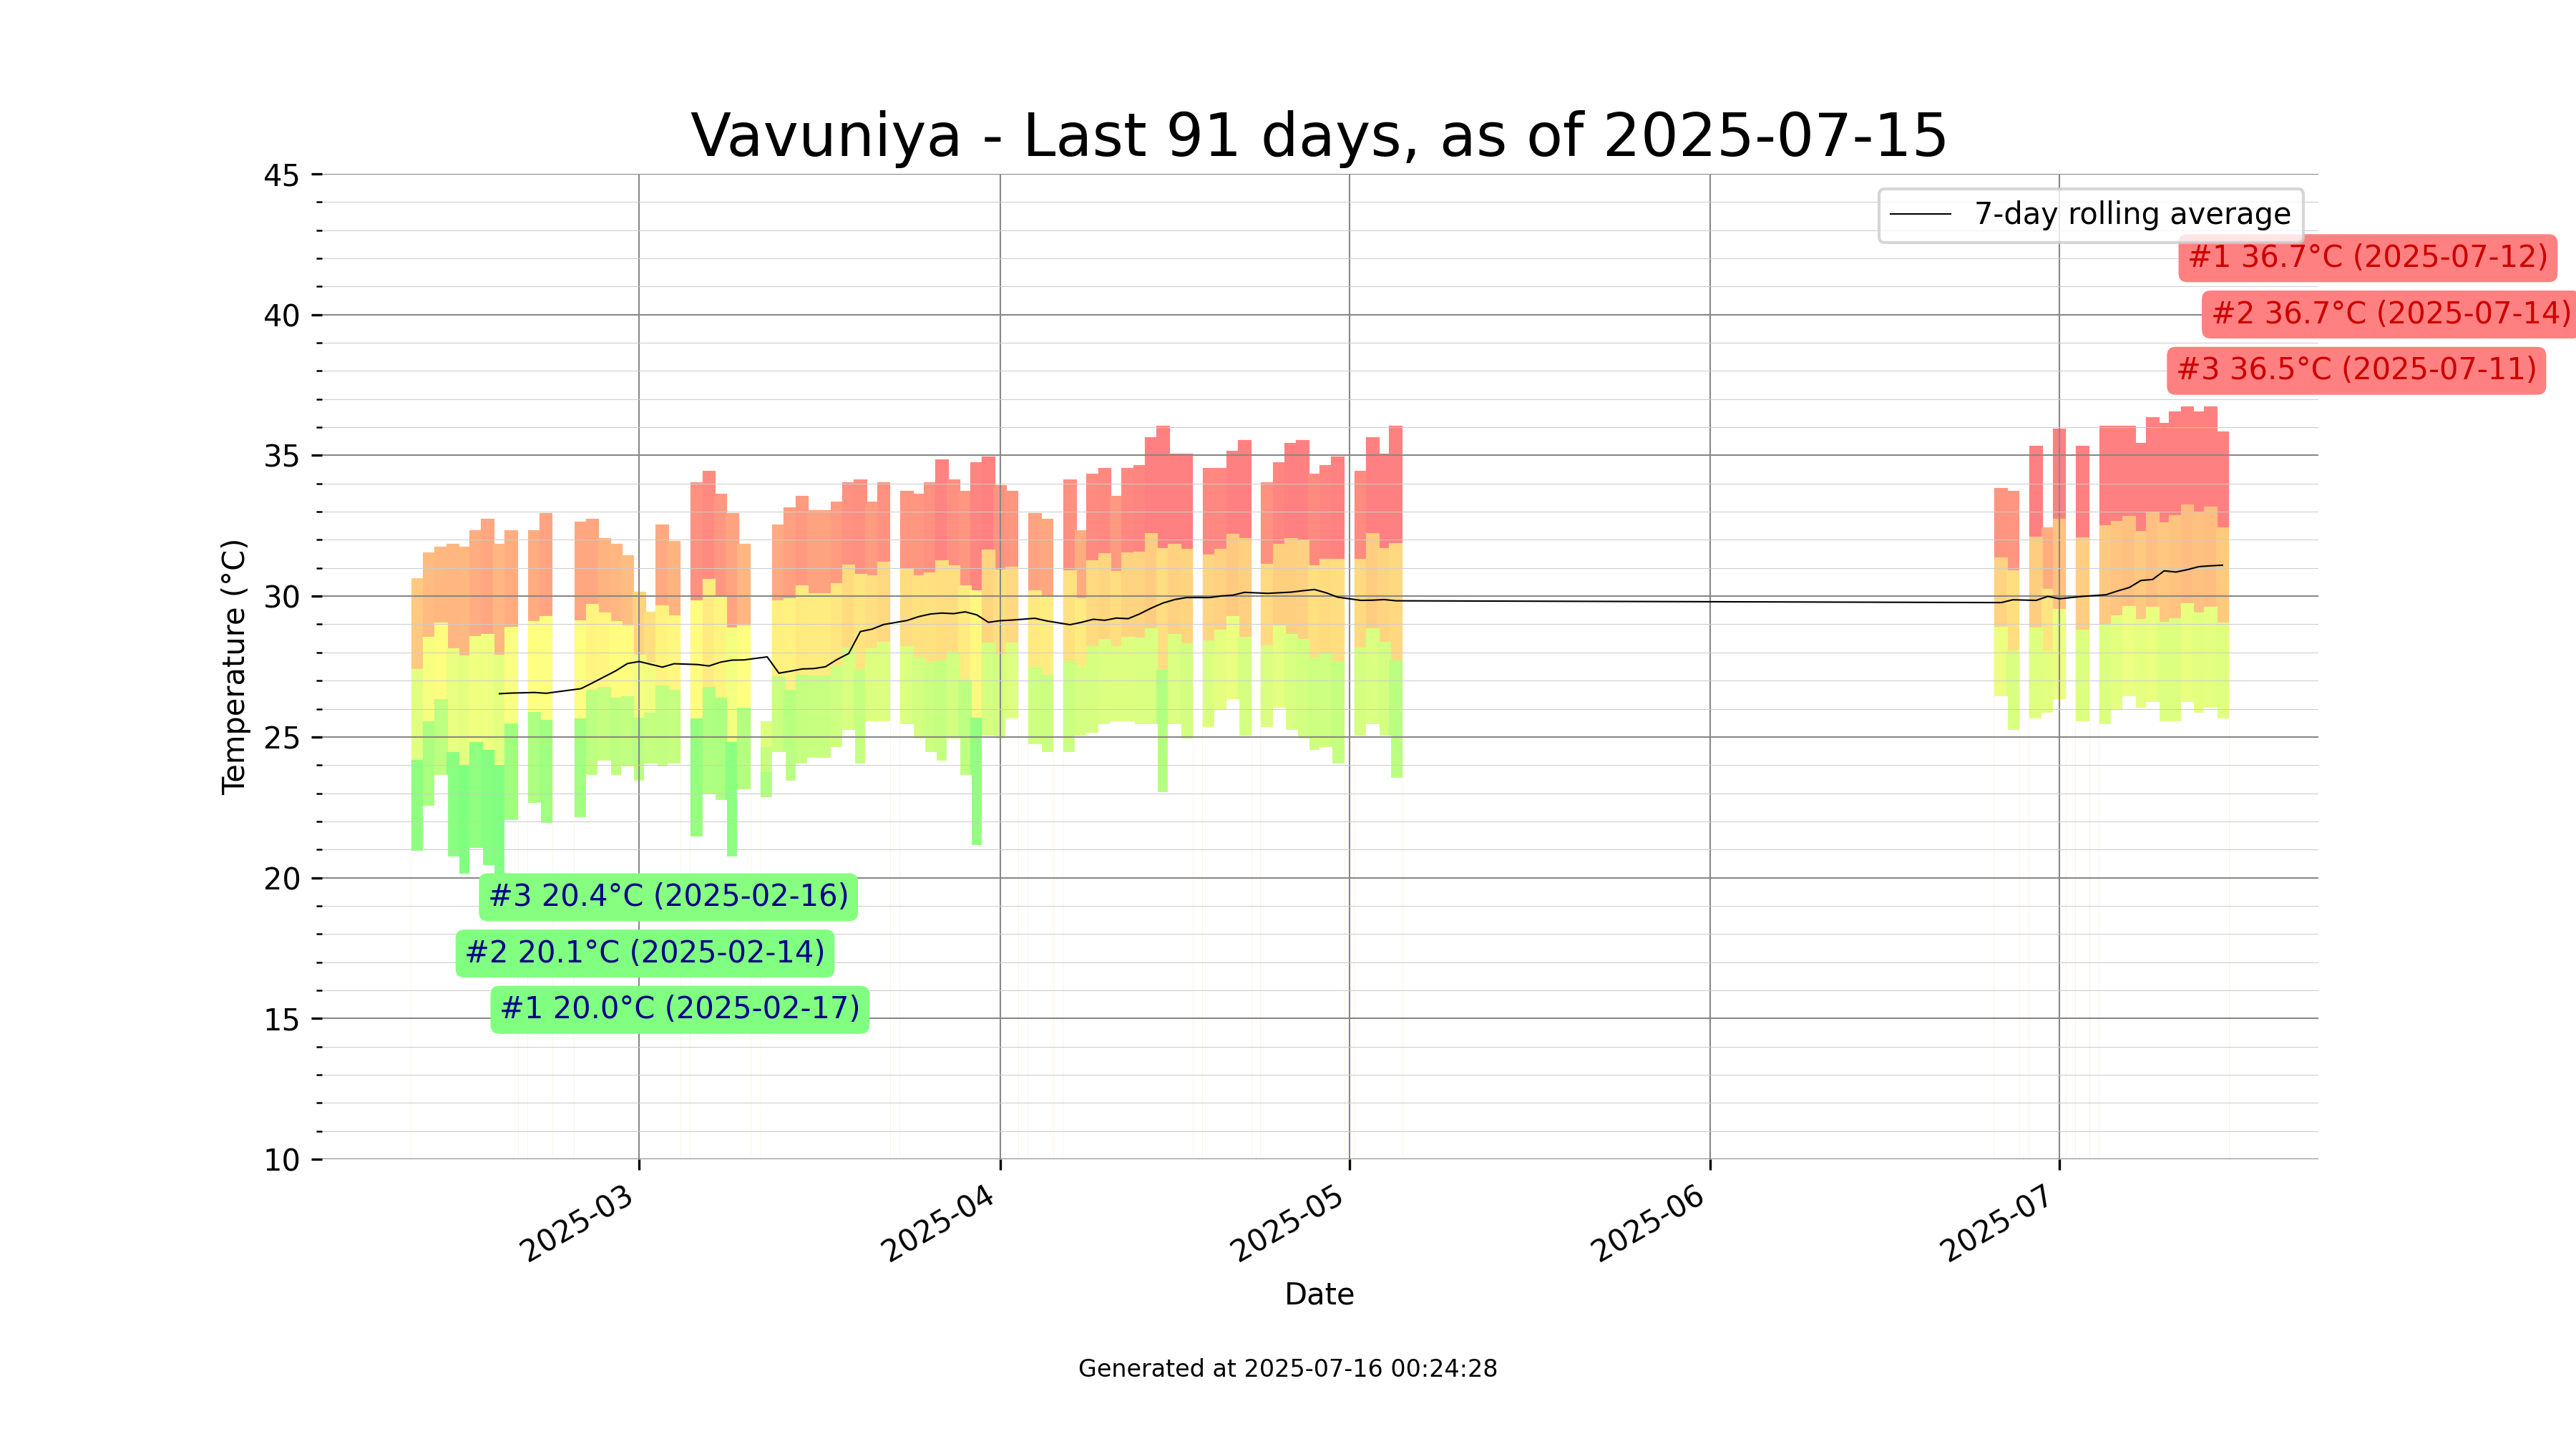 Vavuniya - Last 91 days, as of 2025-07-15
7-day rolling average
#1 36.7°C (2025-07-12)
#2 36.7°C (2025-07-14)
#3 36.5°C (2025-07-11)
45
40
35
30
25
20
15
10
Temperature (°C)
#3 20.4°C (2025-02-16)
#2 20.1°C (2025-02-14)
#1 20.0°C (2025-02-17)
2025-03
2025-04
2025-05
2025-06
2025-07
Date
Generated at 2025-07-16 00:24:28